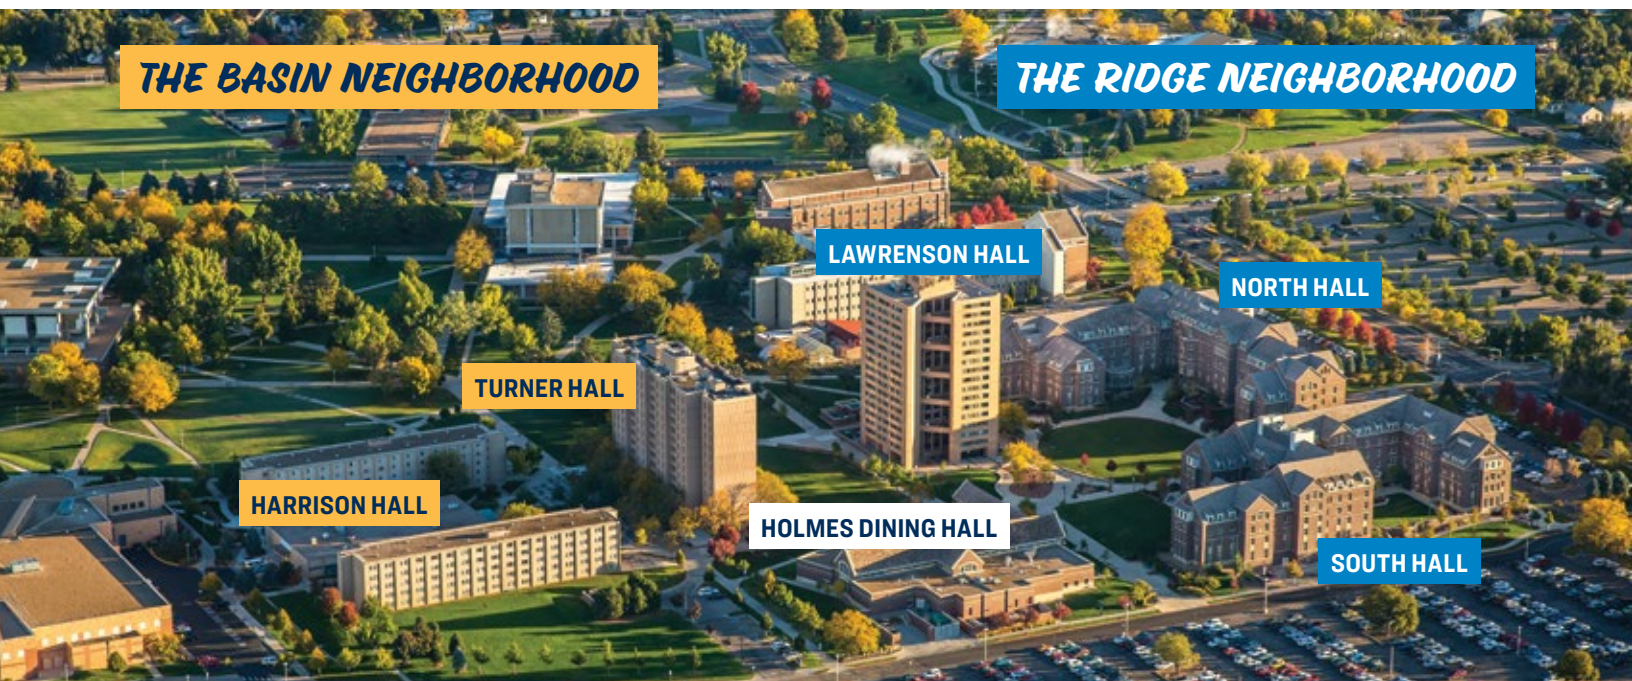 THE BASIN NEIGHBORHOOD
THE RIDGE NEIGHBORHOOD
LAWRENSON HALL
NORTH HALL
TURNER HALL
HARRISON HALL
HOLMES DINING HALL
SOUTH HALL